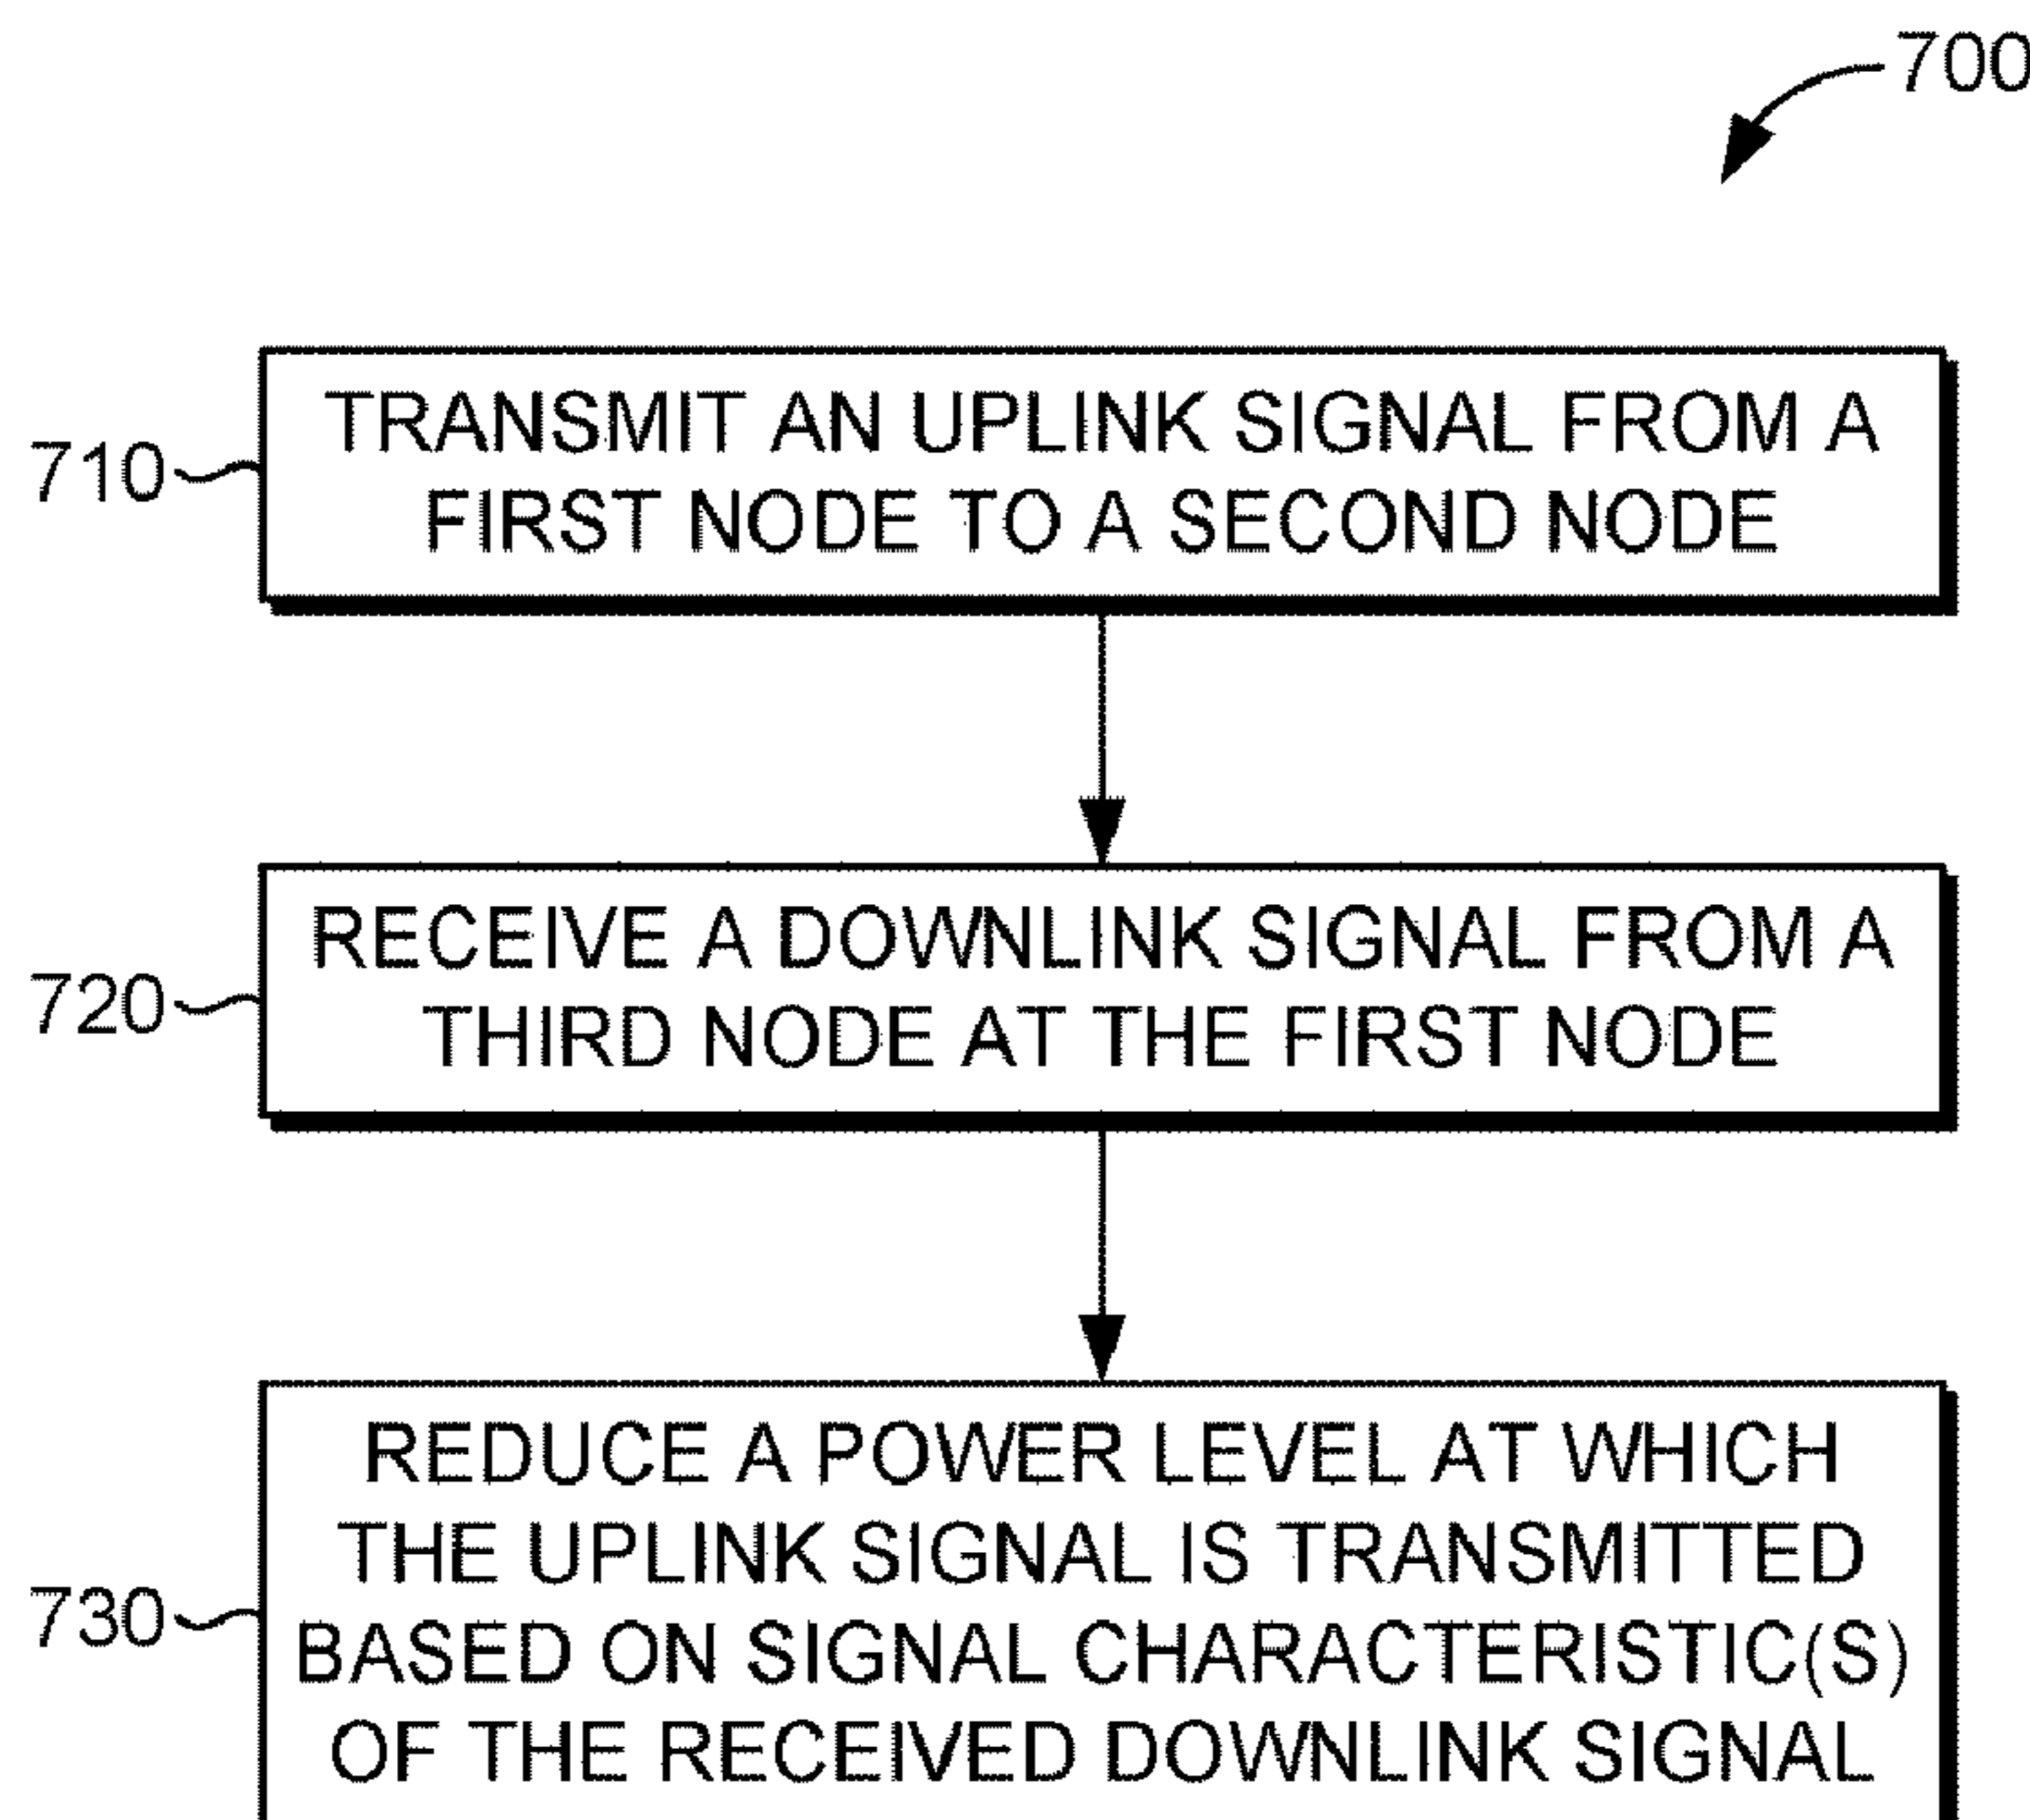 700
710
TRANSMIT AN UPLINK SIGNAL FROM A
FIRST NODE TO A SECOND NODE
720
RECEIVE A DOWNLINK SIGNAL FROM A
THIRD NODE AT THE FIRST NODE
730
REDUCE A POWER LEVEL AT WHICH
THE UPLINK SIGNAL IS TRANSMITTED
BASED ON SIGNAL CHARACTERISTIC(S)
OF THE RECEIVED DOWNLINK SIGNAL